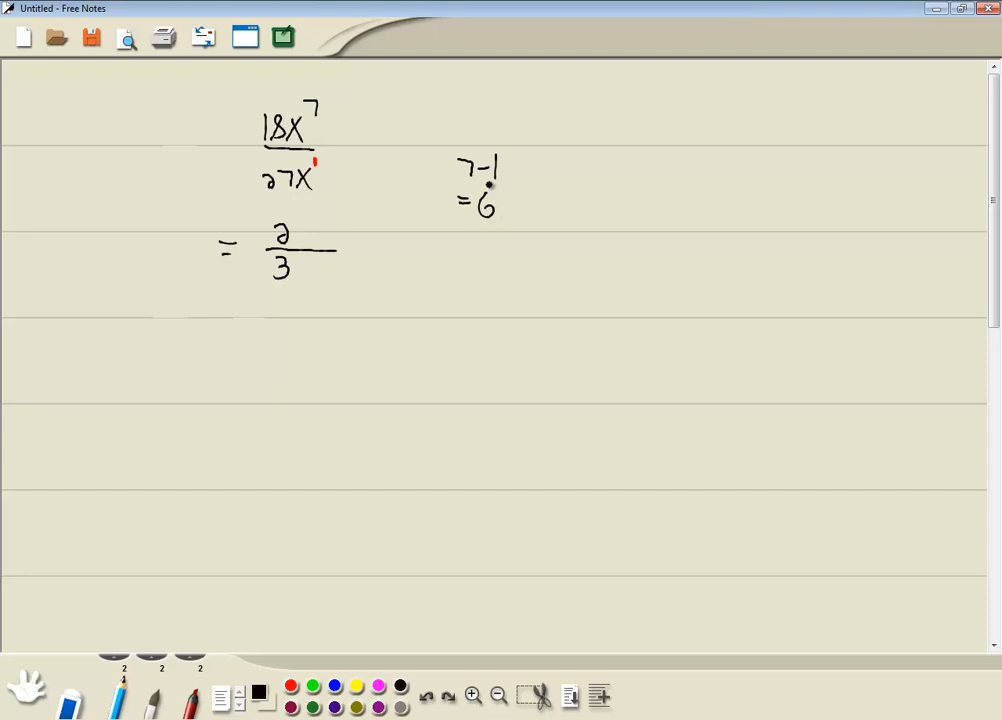 Untitled - Free Notes
18x^7
27x^1
7-1
= 6
= 2
3
2 2 2